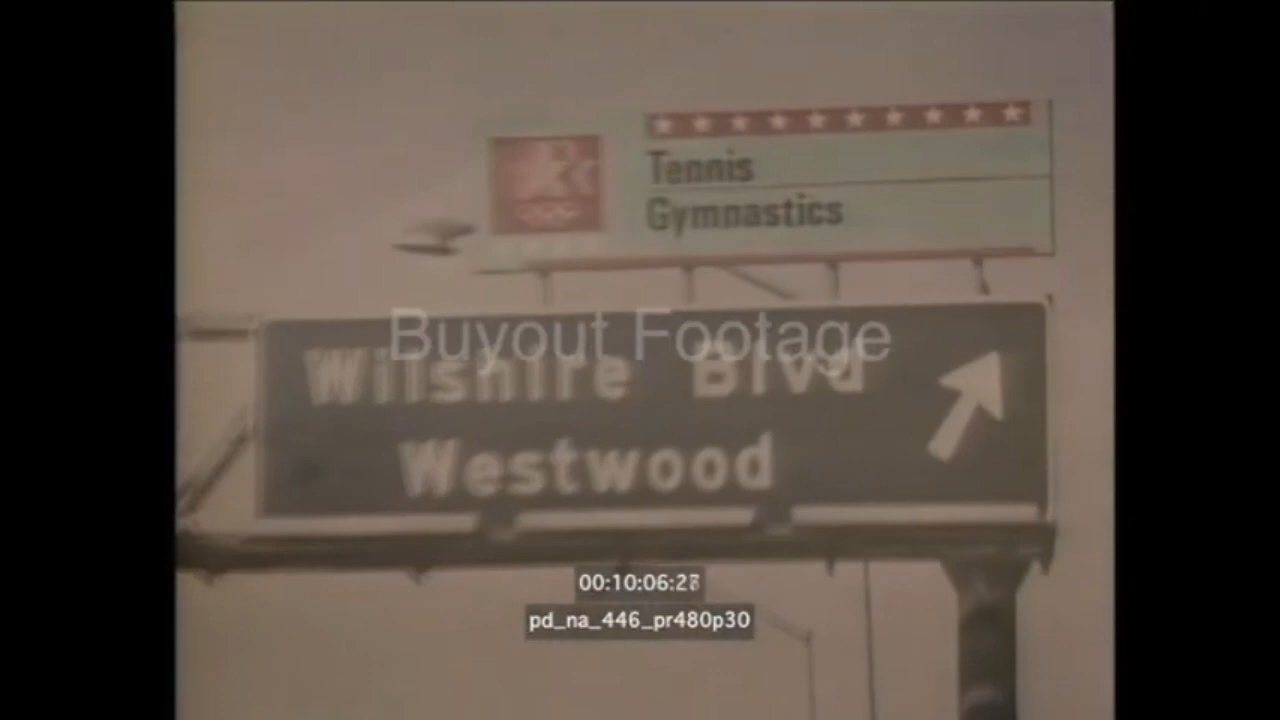 Tennis
Gymnastics
Buyout Footage
Wilshire Blvd
Westwood
00:10:06:28
pd_na_446_pr480p30